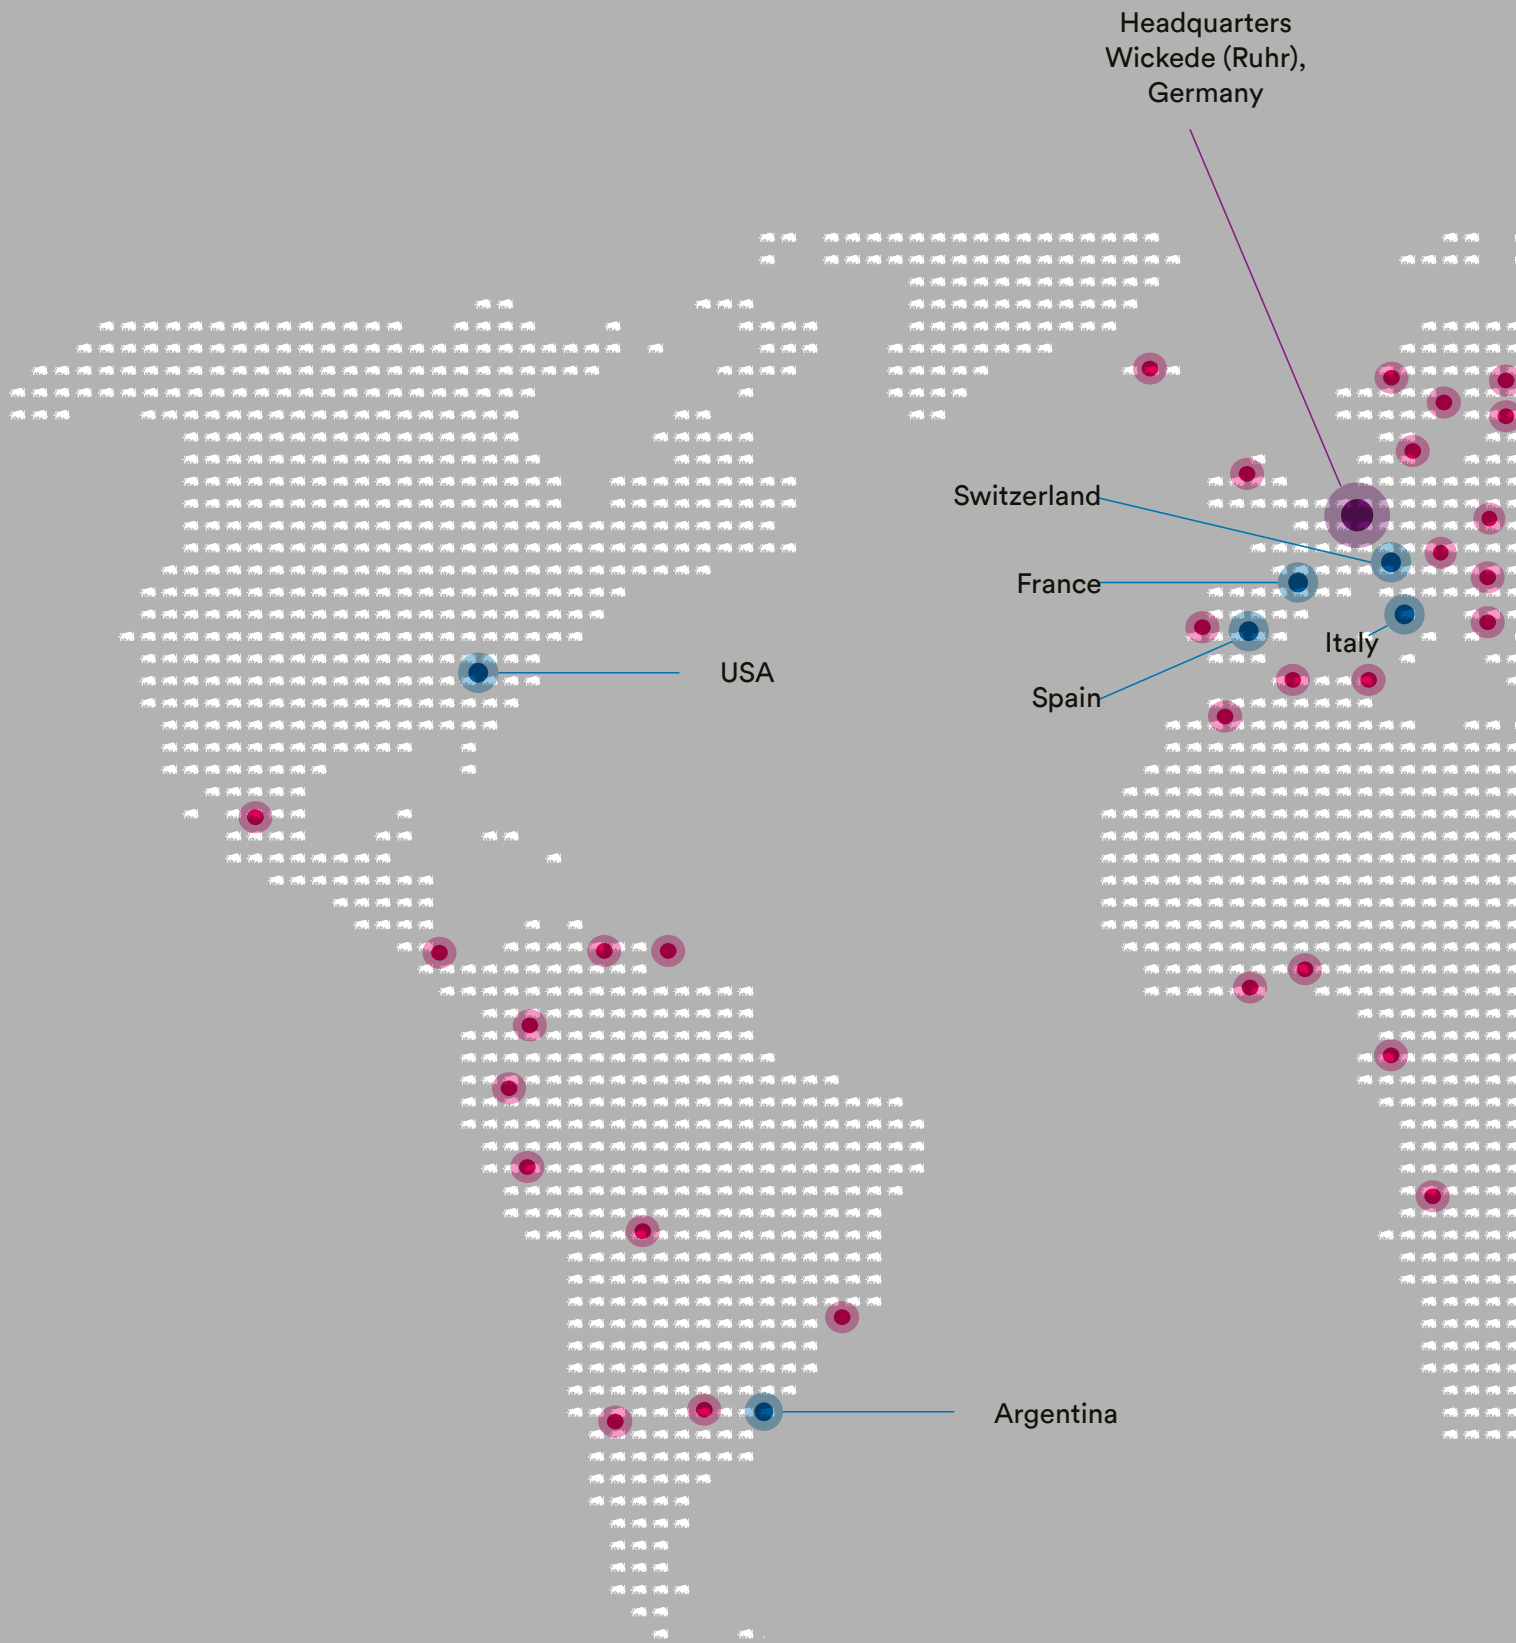 Headquarters
Wickede (Ruhr),
Germany
Switzerland
France
Italy
USA
Spain
Argentina